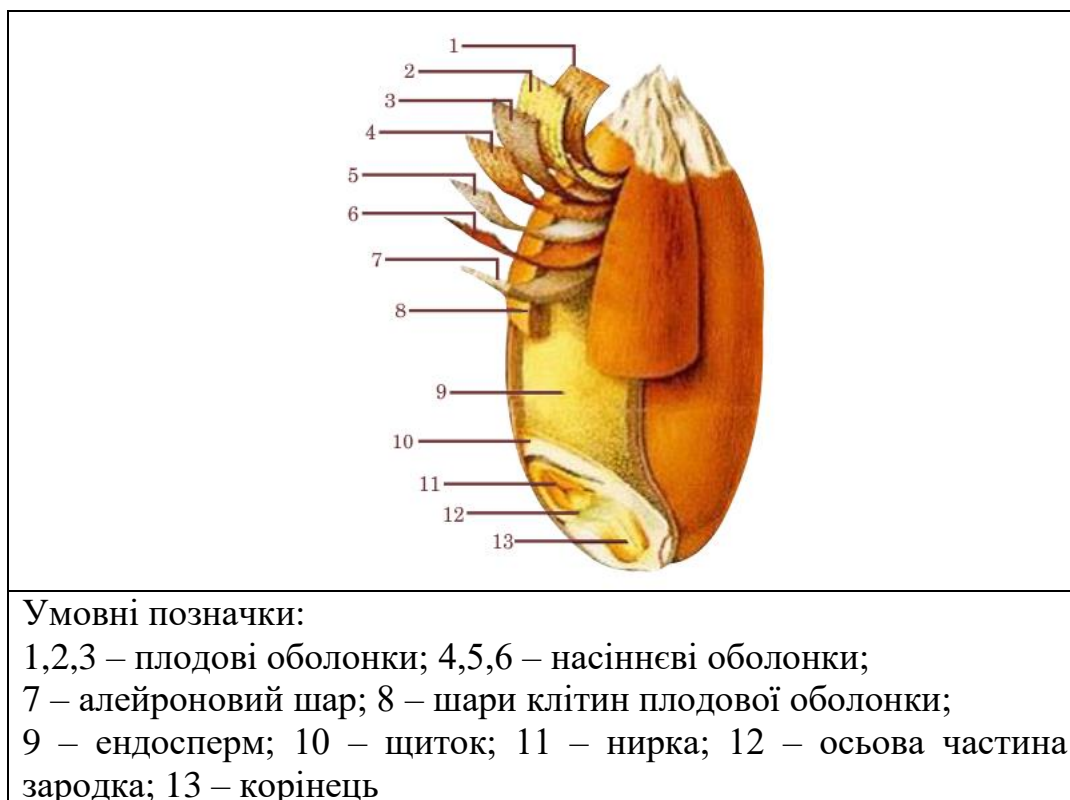 1
2
3
4
5
6
7
8
9
10
11
12
13
Умовні позначки:
1,2,3 – плодові оболонки; 4,5,6 – насіннєві оболонки;
7 – алейроновий шар; 8 – шари клітин плодової оболонки;
9 – ендосперм; 10 – щиток; 11 – нирка; 12 – осьова частина
зародка; 13 – корінець